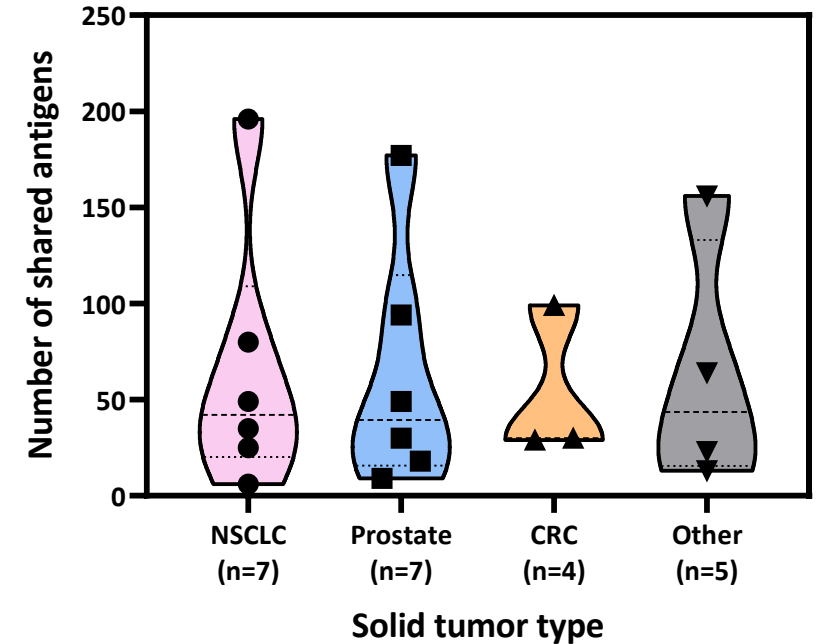 Number of shared antigens
250
200
150
100
50
0
NSCLC Prostate CRC Other
(n=7) (n=7) (n=4) (n=5)
Solid tumor type